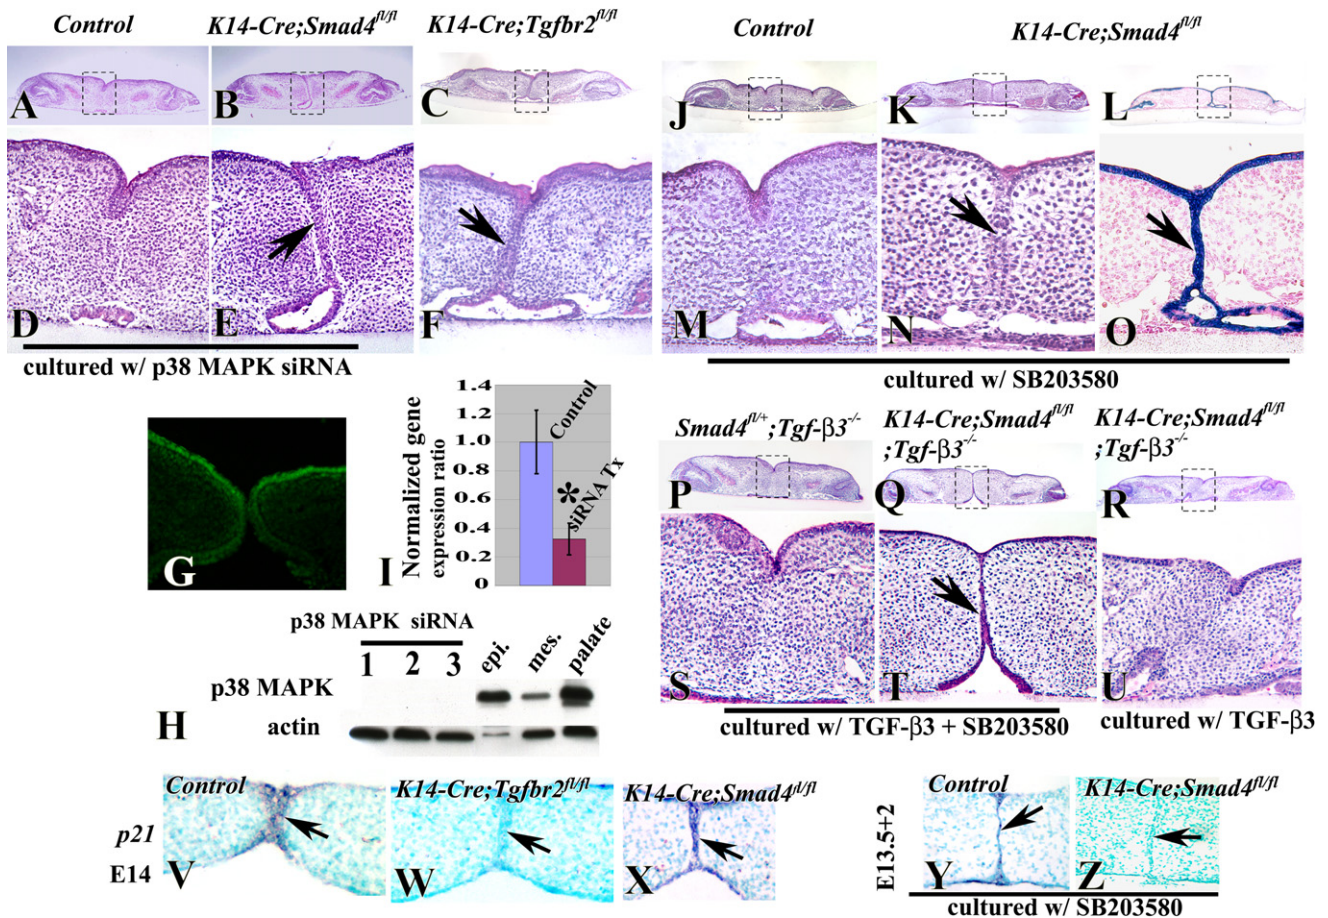 Control K14-Cre;Smad4fl/fl K14-Cre;Tgfbr2fl/fl Control K14-Cre;Smad4fl/fl
A B C J K L
D E F M N O
cultured w/ p38 MAPK siRNA
cultured w/ SB203580
G
Normalized gene
expression ratio
1.4
1.2
1.0
0.8
0.6
0.4
0.2
0
Control
*
siRNA Tx
I
Smad4fl/+;Tgf-β3-/- K14-Cre;Smad4fl/fl K14-Cre;Smad4fl/fl
;Tgf-β3-/- ;Tgf-β3-/-
P Q R
S T U
cultured w/ TGF-β3 + SB203580 cultured w/ TGF-β3
p38 MAPK siRNA
1 2 3 epi. mes. palate
p38 MAPK
H actin
Control K14-Cre;Tgfbr2fl/fl K14-Cre;Smad4fl/fl
p21
E14
V W X
E13.5+2
Control K14-Cre;Smad4fl/fl
Y Z
cultured w/ SB203580